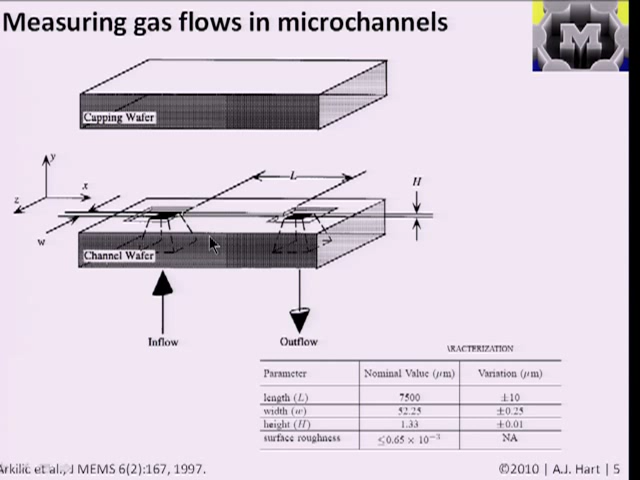 Measuring gas flows in microchannels
M
Capping Wafer
y
L
H
x
z
w
Channel Wafer
Inflow
Outflow
\RACTERIZATION
Parameter Nominal Value (μm) Variation (μm)
length (L) 7500 ±10
width (w) 52.25 ±0.25
height (H) 1.33 ±0.01
surface roughness ≤0.65 × 10⁻³ NA
Arkilic et al., J MEMS 6(2):167, 1997.
©2010 | A.J. Hart | 5